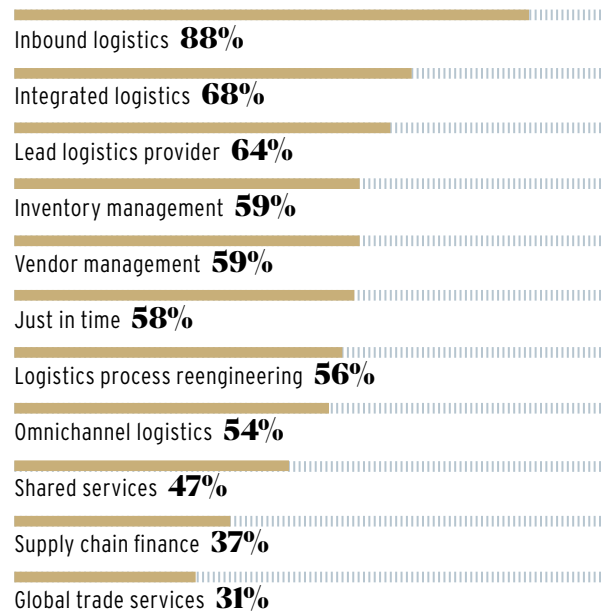 Inbound logistics 88%
Integrated logistics 68%
Lead logistics provider 64%
Inventory management 59%
Vendor management 59%
Just in time 58%
Logistics process reengineering 56%
Omnichannel logistics 54%
Shared services 47%
Supply chain finance 37%
Global trade services 31%